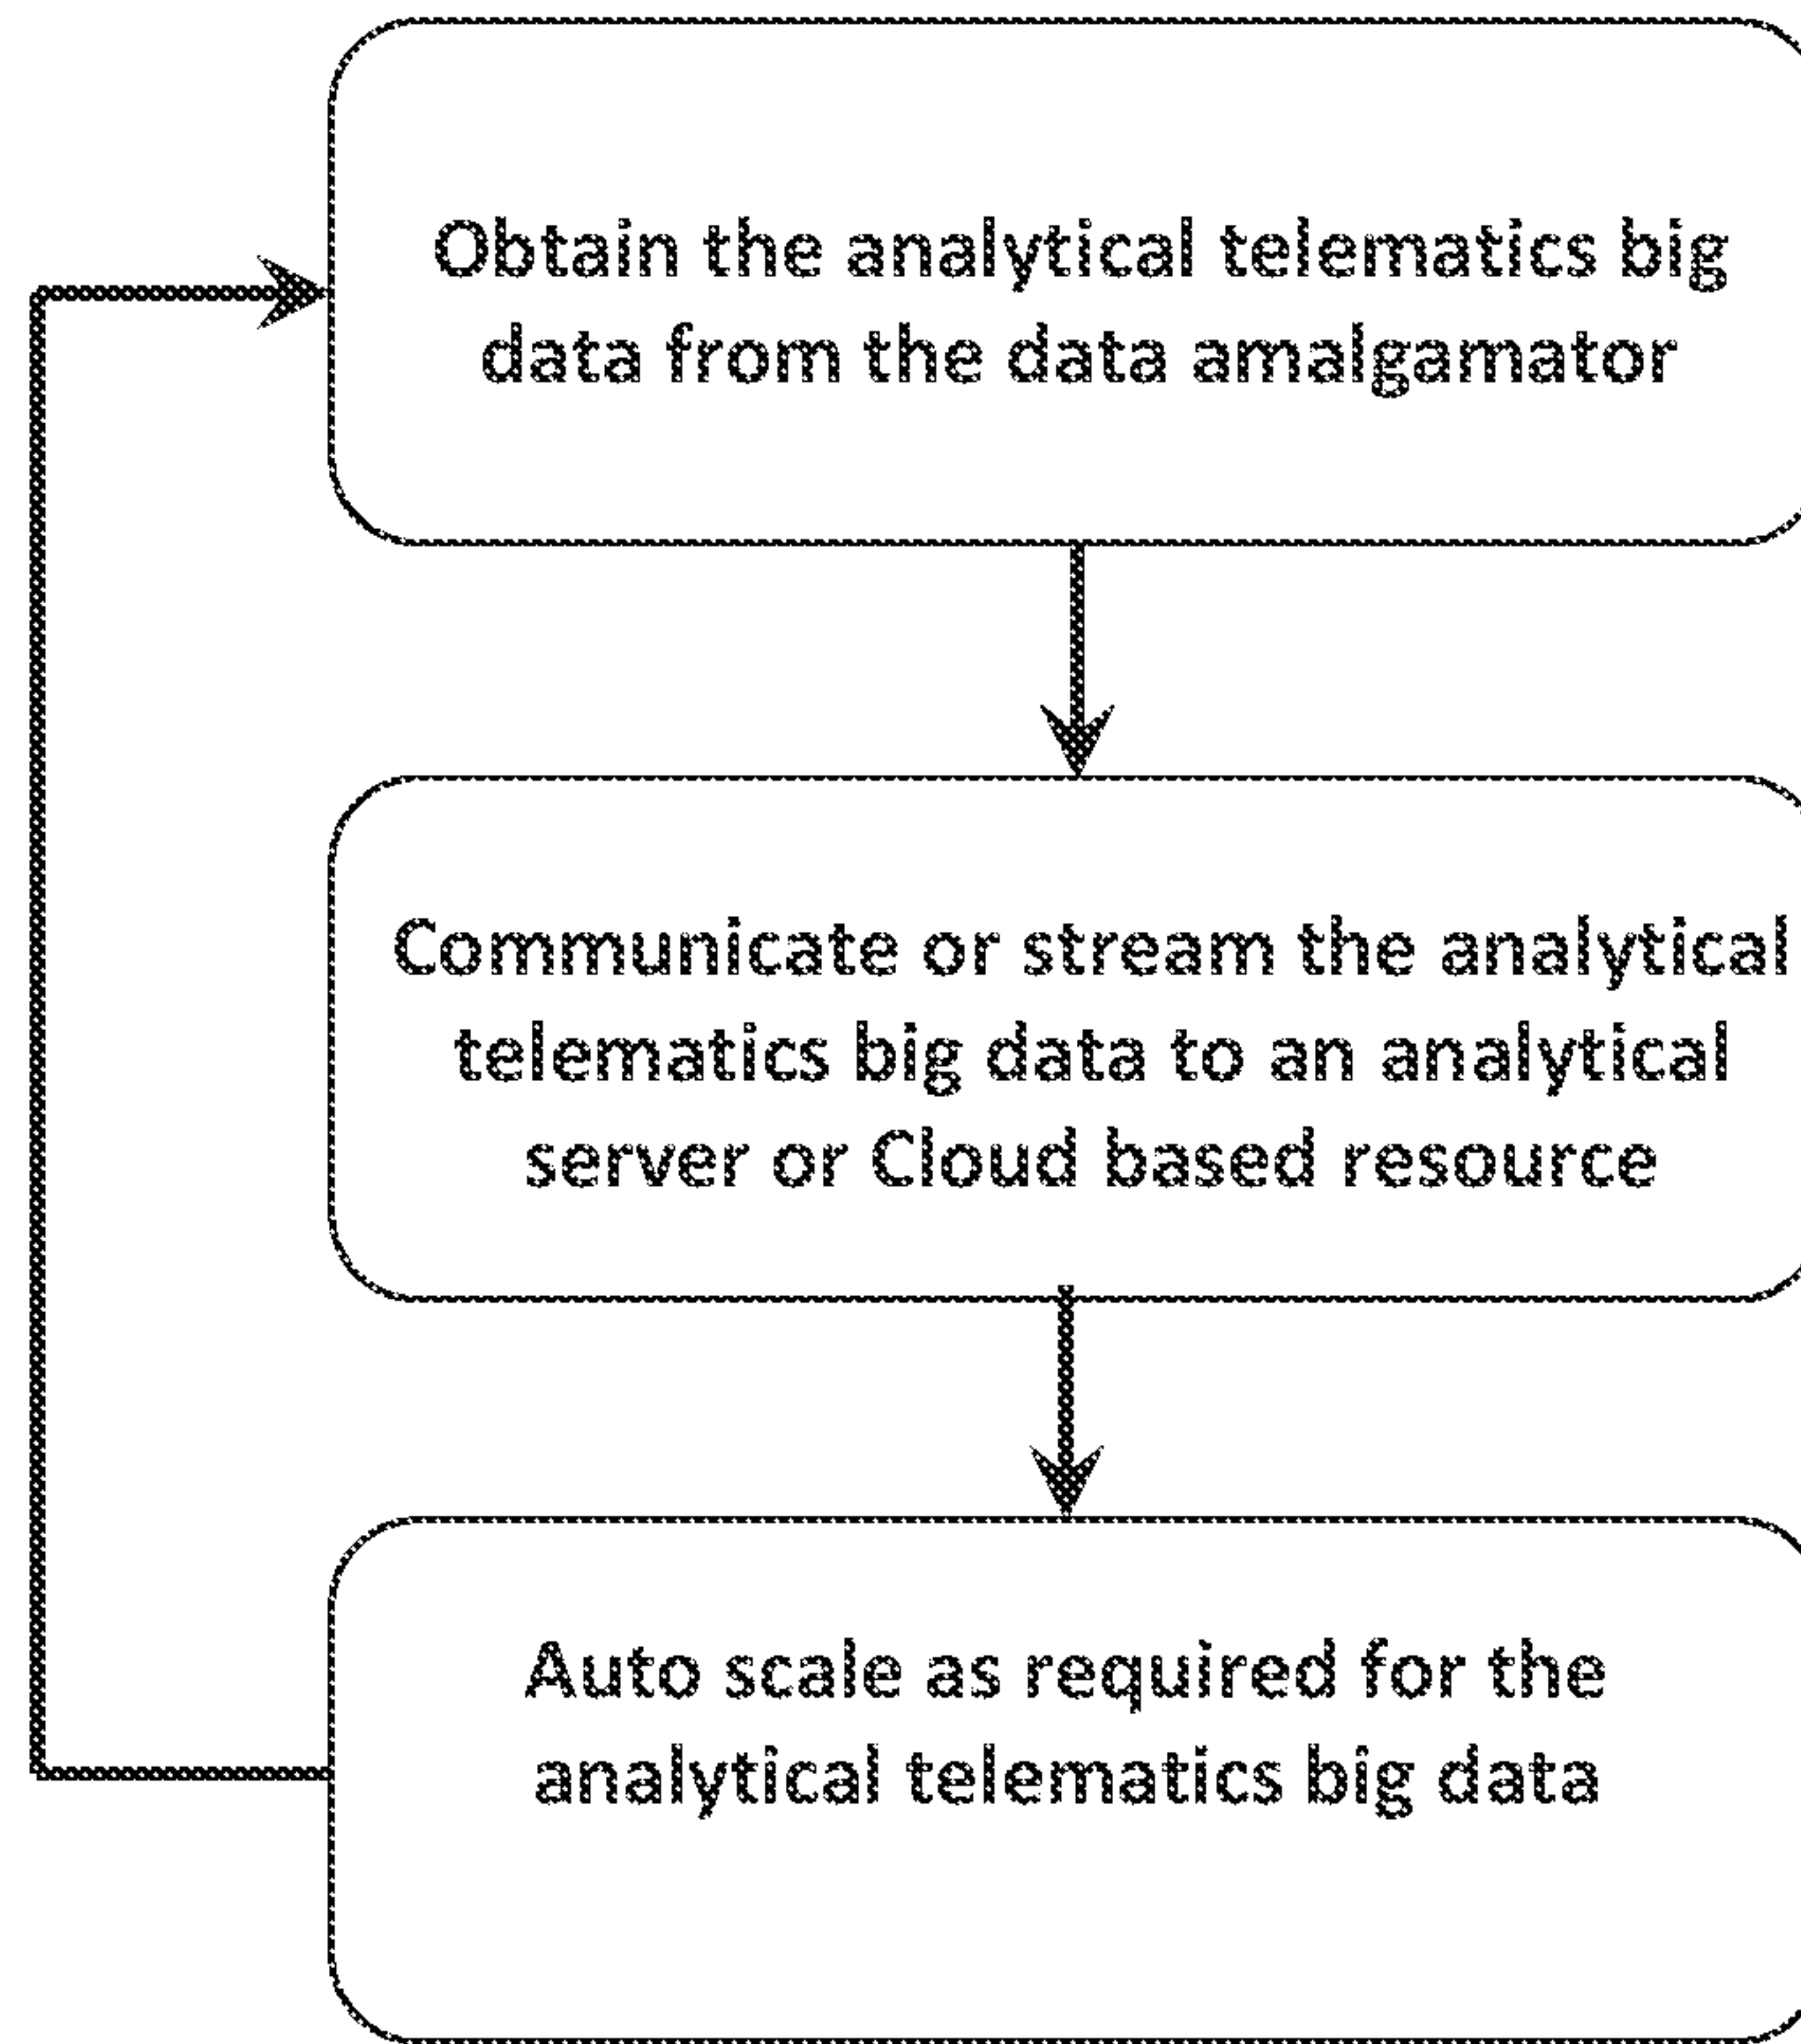 Obtain the analytical telematics big
data from the data amalgamator
Communicate or stream the analytical
telematics big data to an analytical
server or Cloud based resource
Auto scale as required for the
analytical telematics big data